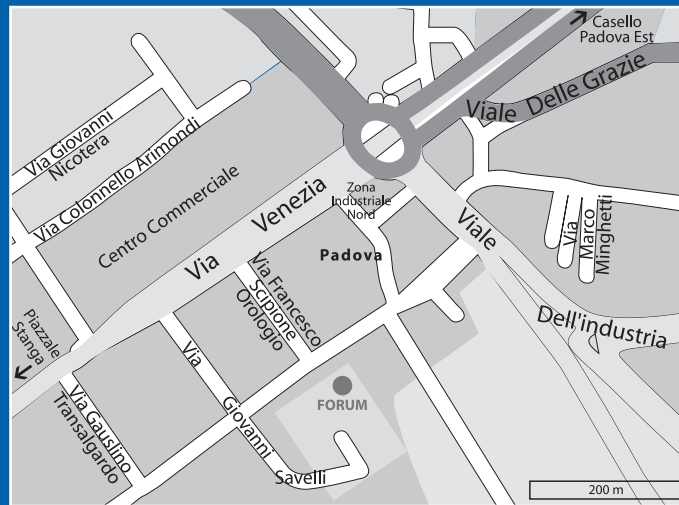 Casello
Padova Est
Viale Delle Grazie
Via Giovanni
Nicotera
Via Colonnello Arimondi
Centro Commerciale
Via Venezia
Zona
Industriale
Nord
Viale
Dell'industria
Via
Marco
Minghetti
Padova
Via Francesco
Scipione
Orologio
Piazzale
Stanga
Via Gauslino
Transalgardo
Via
Giovanni
Savelli
FORUM
200 m